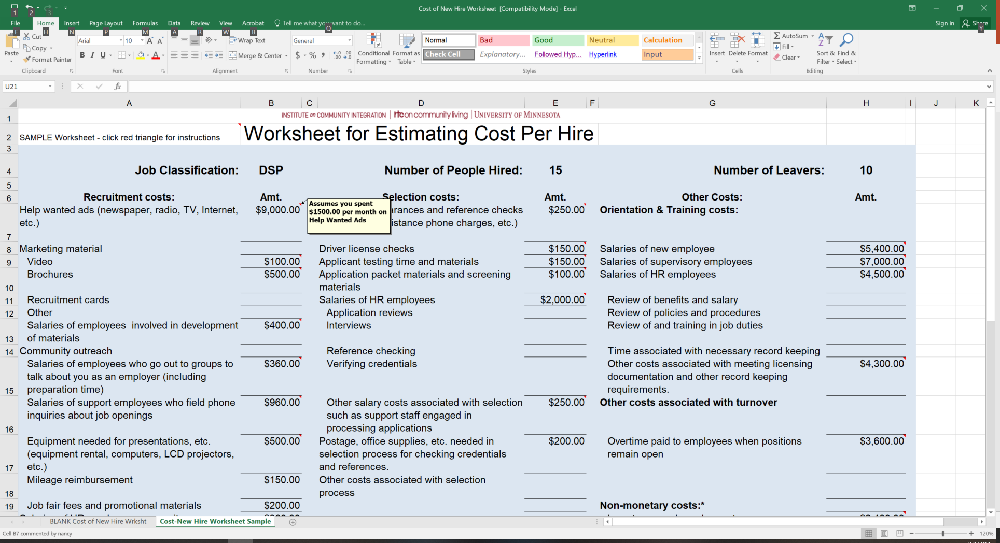 Cost of New Hire Worksheet  [Compatibility Mode] - Excel
1 2 3
File Home Insert Page Layout Formulas Data Review View Acrobat Tell me what you want to do... Sign in Share
F H N P M A R W B Q Y
Paste Cut Copy Format Painter Clipboard
Arial 10 A A B I U A Font
Wrap Text Merge & Center Alignment
General $ % , Number
Conditional Formatting Format as Table
Normal Bad Good Neutral Calculation
Check Cell Explanatory... Followed Hyp... Hyperlink Input
Styles
Insert Delete Format Cells
AutoSum Fill Clear Sort & Filter Find & Select Editing
U21 fx
A B C D E F G H I J K
1 INSTITUTE on COMMUNITY INTEGRATION | rtc on community living | UNIVERSITY OF MINNESOTA
2 SAMPLE Worksheet - click red triangle for instructions Worksheet for Estimating Cost Per Hire
3
4 Job Classification: DSP Number of People Hired: 15 Number of Leavers: 10
5
6 Recruitment costs: Amt. Selection costs: Amt. Other Costs: Amt.
Assumes you spent
$1500.00 per month on
Help Wanted Ads
Help wanted ads (newspaper, radio, TV, Internet, $9,000.00 rances and reference checks $250.00 Orientation & Training costs:
etc.) istance phone charges, etc.)
7
8 Marketing material Driver license checks $150.00 Salaries of new employee $5,400.00
9 Video $100.00 Applicant testing time and materials $150.00 Salaries of supervisory employees $7,000.00
Brochures $500.00 Application packet materials and screening $100.00 Salaries of HR employees $4,500.00
10 materials
11 Recruitment cards Salaries of HR employees $2,000.00 Review of benefits and salary
12 Other Application reviews Review of policies and procedures
Salaries of employees  involved in development $400.00 Interviews Review of and training in job duties
13 of materials
14 Community outreach Reference checking Time associated with necessary record keeping
Salaries of employees who go out to groups to $360.00 Verifying credentials Other costs associated with meeting licensing $4,300.00
talk about you as an employer (including documentation and other record keeping
15 preparation time) requirements.
Salaries of support employees who field phone $960.00 Other salary costs associated with selection $250.00 Other costs associated with turnover
inquiries about job openings such as support staff engaged in
16 processing applications
Equipment needed for presentations, etc. $500.00 Postage, office supplies, etc. needed in $200.00 Overtime paid to employees when positions $3,600.00
(equipment rental, computers, LCD projectors, selection process for checking credentials remain open
17 etc.) and references.
Mileage reimbursement $150.00 Other costs associated with selection
18 process
19 Job fair fees and promotional materials $200.00 Non-monetary costs:*
BLANK Cost of New Hire Wrksht Cost-New Hire Worksheet Sample
Cell B7 commented by nancy 120%